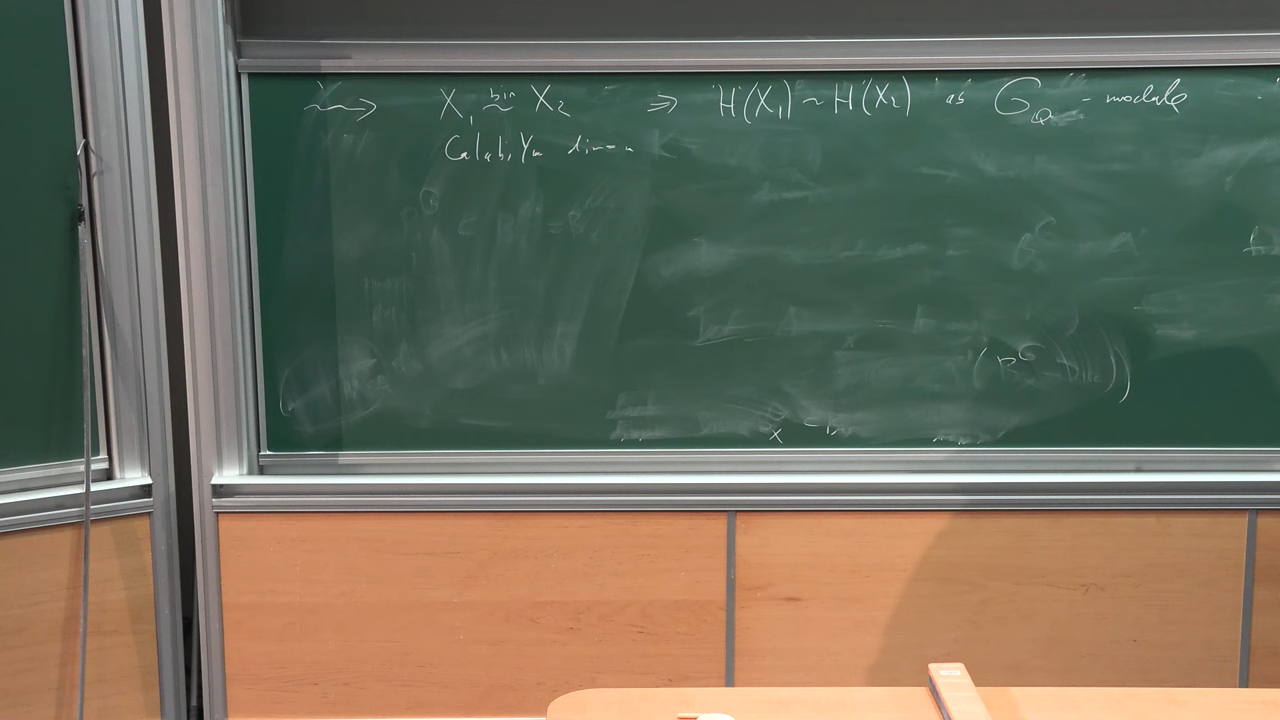 ⇝ X₁ bir ~ X₂ ⇒ H(X₁) ~ H(X₂) as G_Q - module
Calabi Yau dim = n